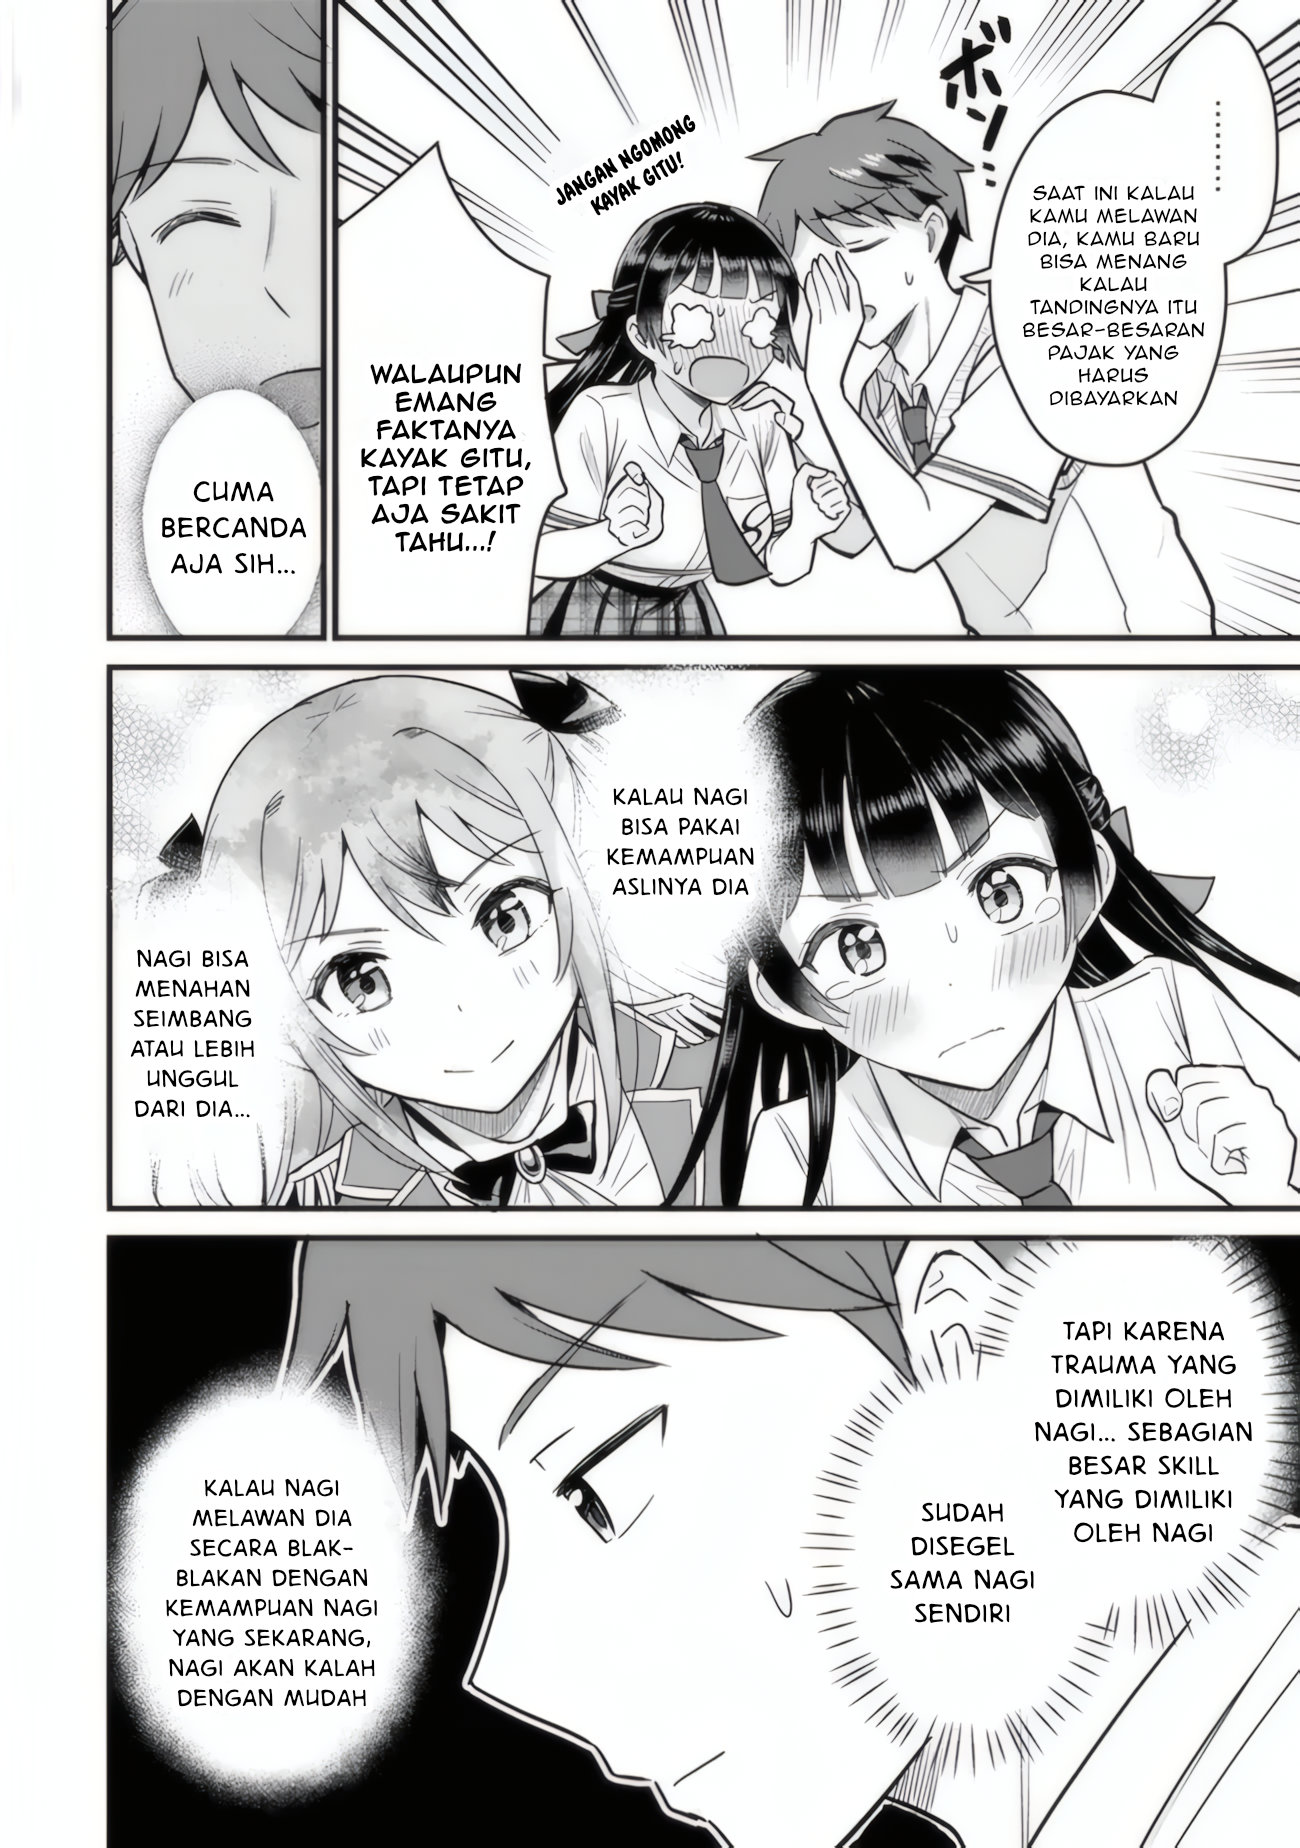 .........
SAAT INI KALAU
KAMU MELAWAN
DIA, KAMU BARU
BISA MENANG
KALAU
TANDINGNYA ITU
BESAR-BESARAN
PAJAK YANG
HARUS
DIBAYARKAN
ボソ...
JANGAN NGOMONG
KAYAK GITU!
WALAUPUN
EMANG
FAKTANYA
KAYAK GITU,
TAPI TETAP
AJA SAKIT
TAHU...!
CUMA
BERCANDA
AJA SIH...
KALAU NAGI
BISA PAKAI
KEMAMPUAN
ASLINYA DIA
NAGI BISA
MENAHAN
SEIMBANG
ATAU LEBIH
UNGGUL
DARI DIA...
TAPI KARENA
TRAUMA YANG
DIMILIKI OLEH
NAGI... SEBAGIAN
BESAR SKILL
YANG DIMILIKI
OLEH NAGI
SUDAH
DISEGEL
SAMA NAGI
SENDIRI
KALAU NAGI
MELAWAN DIA
SECARA BLAK-
BLAKAN DENGAN
KEMAMPUAN NAGI
YANG SEKARANG,
NAGI AKAN KALAH
DENGAN MUDAH